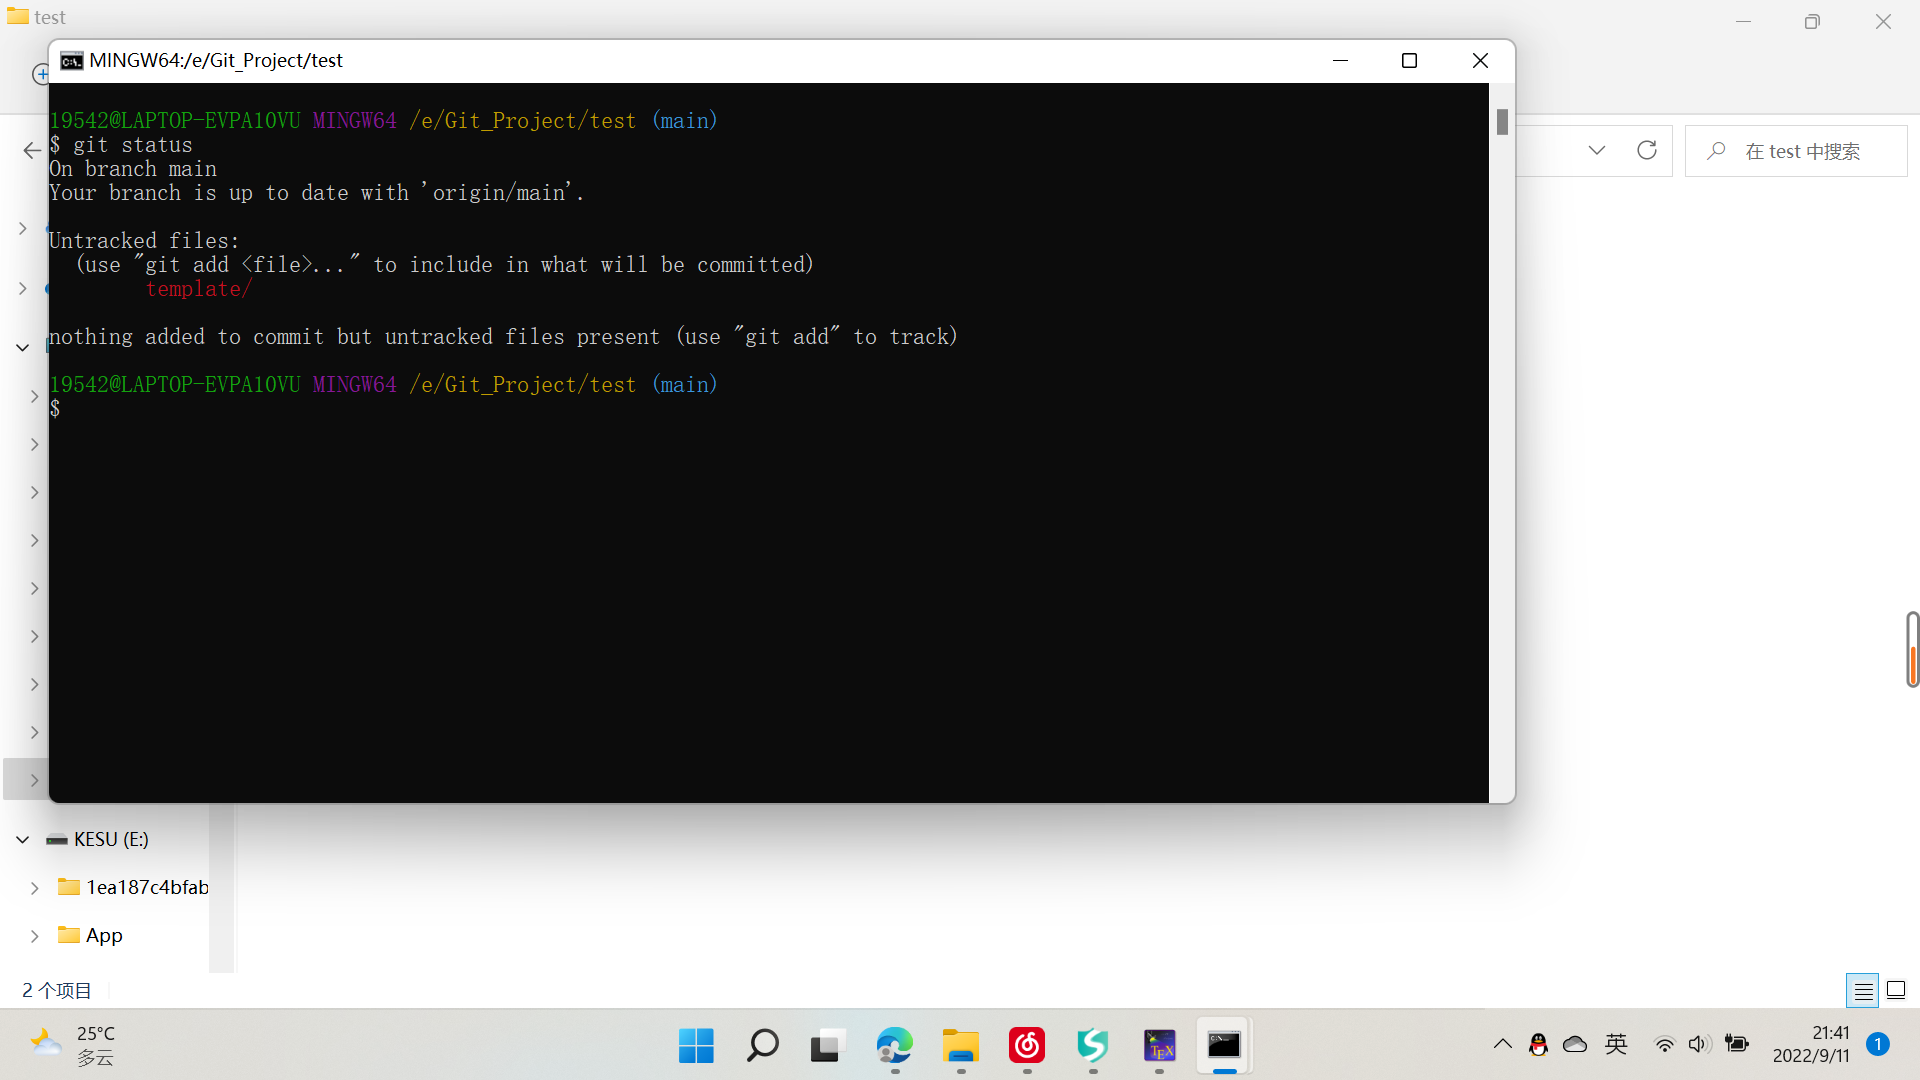 test
MINGW64:/e/Git_Project/test
19542@LAPTOP-EVPA10VU MINGW64 /e/Git_Project/test (main)
$ git status
On branch main
Your branch is up to date with 'origin/main'.
Untracked files:
(use "git add <file>..." to include in what will be committed)
template/
nothing added to commit but untracked files present (use "git add" to track)
19542@LAPTOP-EVPA10VU MINGW64 /e/Git_Project/test (main)
$
在 test 中搜索
KESU (E:)
1ea187c4bfab
App
2 个项目
25°C
多云
TEX
英
21:41
2022/9/11
1